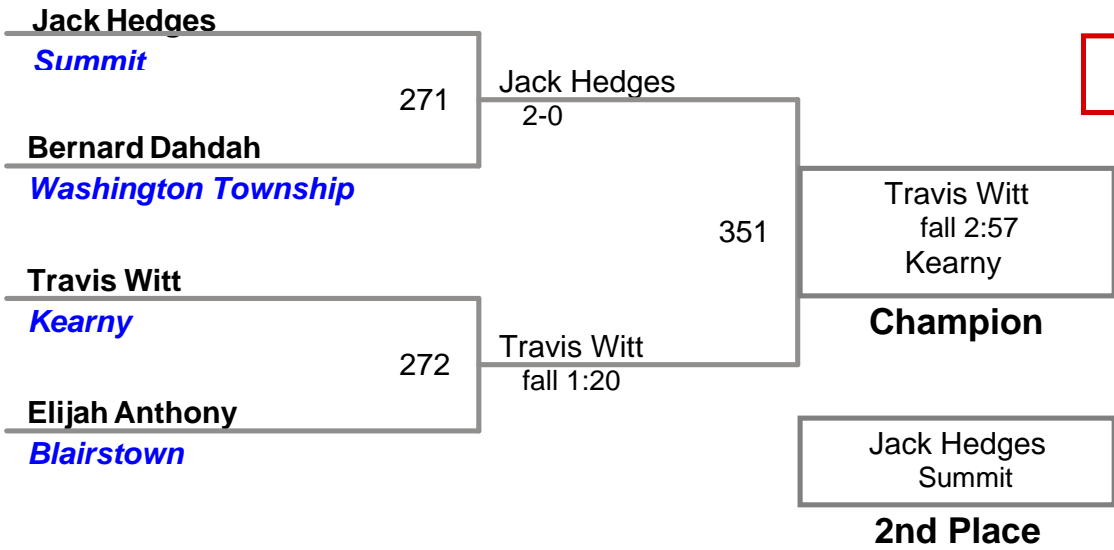 Jack Hedges
Summit
271
Jack Hedges
2-0
Bernard Dahdah
Washington Township
351
Travis Witt
fall 2:57
Kearny
Champion
Travis Witt
Kearny
272
Travis Witt
fall 1:20
Elijah Anthony
Blairstown
Jack Hedges
Summit
2nd Place